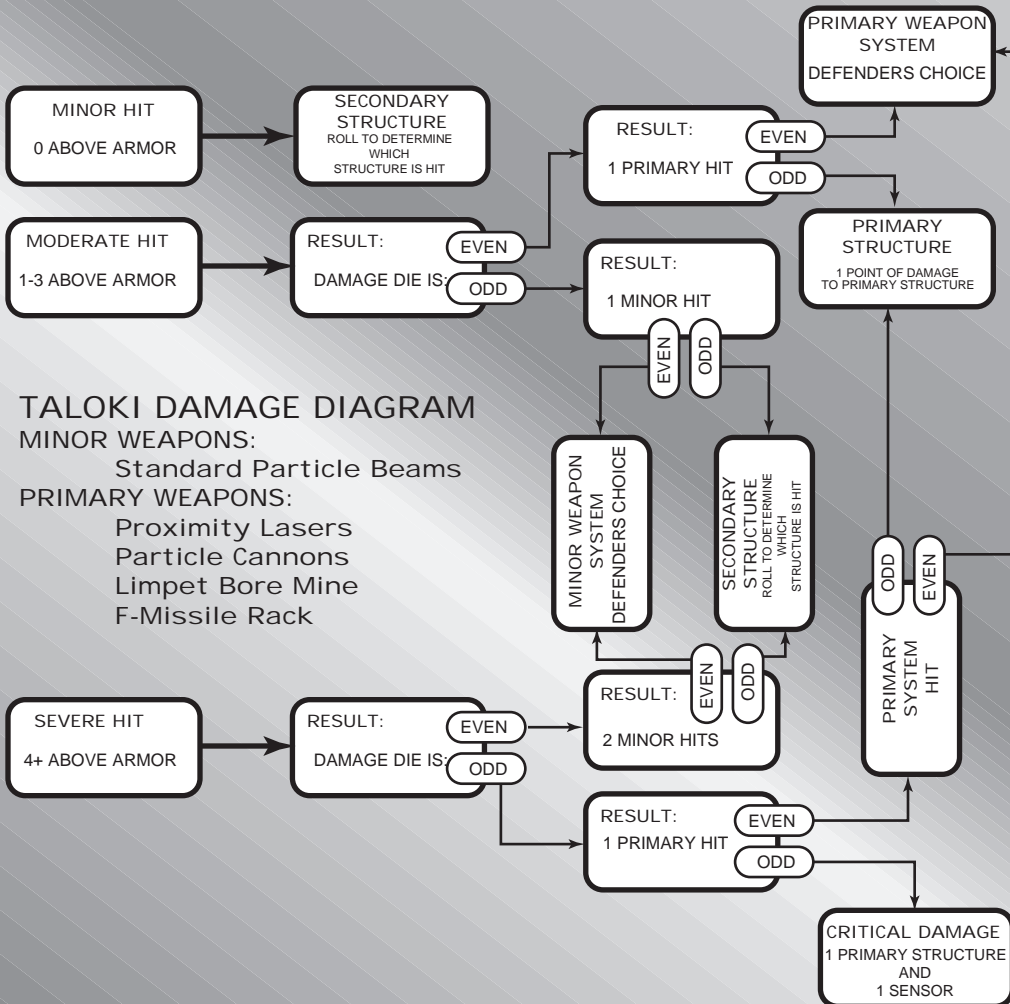 PRIMARY WEAPON
SYSTEM
DEFENDERS CHOICE
MINOR HIT
0 ABOVE ARMOR
SECONDARY
STRUCTURE
ROLL TO DETERMINE
WHICH
STRUCTURE IS HIT
RESULT:
1 PRIMARY HIT
EVEN
ODD
MODERATE HIT
1-3 ABOVE ARMOR
RESULT:
DAMAGE DIE IS:
EVEN
ODD
RESULT:
1 MINOR HIT
EVEN
ODD
PRIMARY
STRUCTURE
1 POINT OF DAMAGE
TO PRIMARY STRUCTURE
TALOKI DAMAGE DIAGRAM
MINOR WEAPONS:
Standard Particle Beams
PRIMARY WEAPONS:
Proximity Lasers
Particle Cannons
Limpet Bore Mine
F-Missile Rack
MINOR WEAPON
SYSTEM
DEFENDERS CHOICE
SECONDARY
STRUCTURE
ROLL TO DETERMINE
WHICH
STRUCTURE IS HIT
ODD
EVEN
PRIMARY
SYSTEM
HIT
SEVERE HIT
4+ ABOVE ARMOR
RESULT:
DAMAGE DIE IS:
EVEN
ODD
RESULT:
2 MINOR HITS
EVEN
ODD
RESULT:
1 PRIMARY HIT
EVEN
ODD
CRITICAL DAMAGE
1 PRIMARY STRUCTURE
AND
1 SENSOR